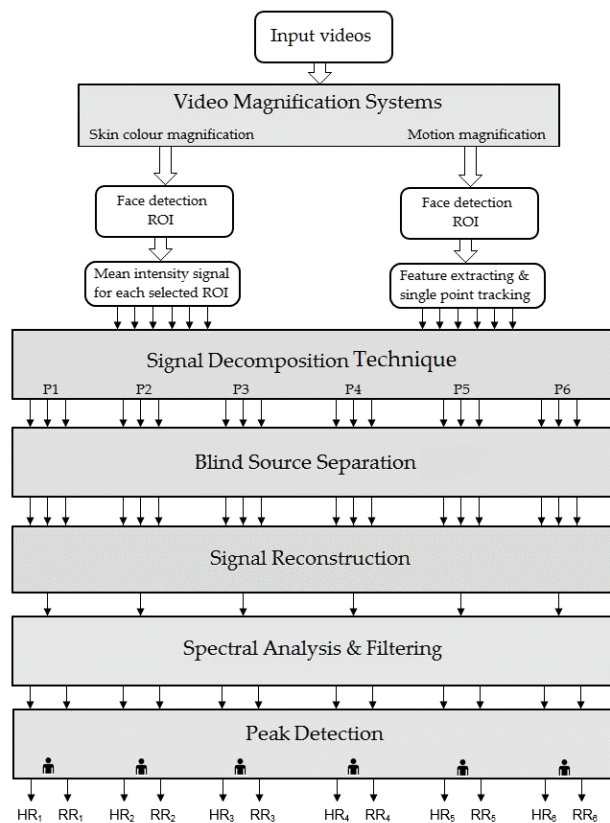 Input videos
Video Magnification Systems
Skin colour magnification Motion magnification
Face detection
ROI
Face detection
ROI
Mean intensity signal
for each selected ROI
Feature extracting &
single point tracking
Signal Decomposition Technique
P1 P2 P3 P4 P5 P6
Blind Source Separation
Signal Reconstruction
Spectral Analysis & Filtering
Peak Detection
HR₁ RR₁ HR₂ RR₂ HR₃ RR₃ HR₄ RR₄ HR₅ RR₅ HR₆ RR₆